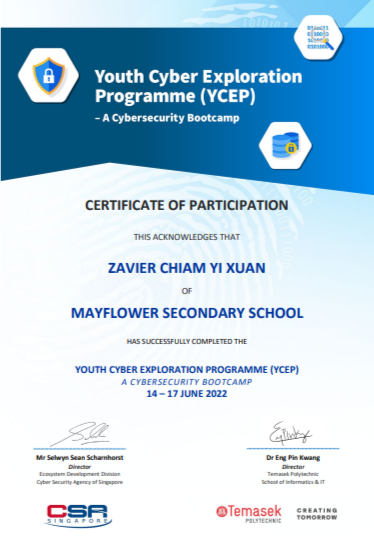 Youth Cyber Exploration
Programme (YCEP)
– A Cybersecurity Bootcamp
CERTIFICATE OF PARTICIPATION
THIS ACKNOWLEDGES THAT
ZAVIER CHIAM YI XUAN
OF
MAYFLOWER SECONDARY SCHOOL
HAS SUCCESSFULLY COMPLETED THE
YOUTH CYBER EXPLORATION PROGRAMME (YCEP)
A CYBERSECURITY BOOTCAMP
14 – 17 JUNE 2022
Mr Selwyn Sean Scharnhorst
Director
Ecosystem Development Division
Cyber Security Agency of Singapore
Dr Eng Pin Kwang
Director
Temasek Polytechnic
School of Informatics & IT
CSA
SINGAPORE
Temasek
POLYTECHNIC
CREATING
TOMORROW